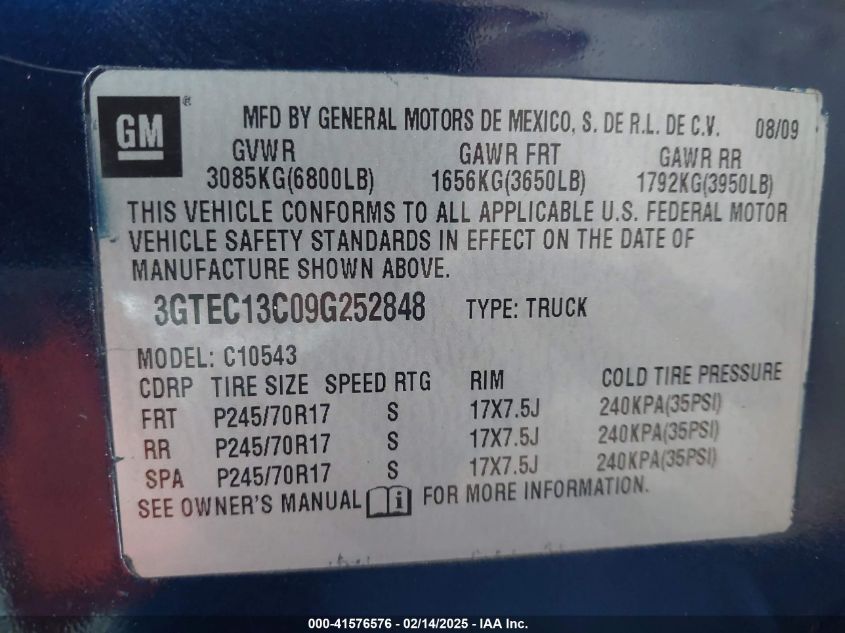 GM®
MFD BY GENERAL MOTORS DE MEXICO, S. DE R.L. DE C.V. 08/09
GVWR GAWR FRT GAWR RR
3085KG(6800LB) 1656KG(3650LB) 1792KG(3950LB)
THIS VEHICLE CONFORMS TO ALL APPLICABLE U.S. FEDERAL MOTOR
VEHICLE SAFETY STANDARDS IN EFFECT ON THE DATE OF
MANUFACTURE SHOWN ABOVE.
3GTEC13C09G252848 TYPE: TRUCK
MODEL: C10543
CDRP TIRE SIZE SPEED RTG RIM COLD TIRE PRESSURE
FRT P245/70R17 S 17X7.5J 240KPA(35PSI)
RR P245/70R17 S 17X7.5J 240KPA(35PSI)
SPA P245/70R17 S 17X7.5J 240KPA(35PSI)
SEE OWNER'S MANUAL i FOR MORE INFORMATION.
000-41576576 – 02/14/2025 – IAA Inc.